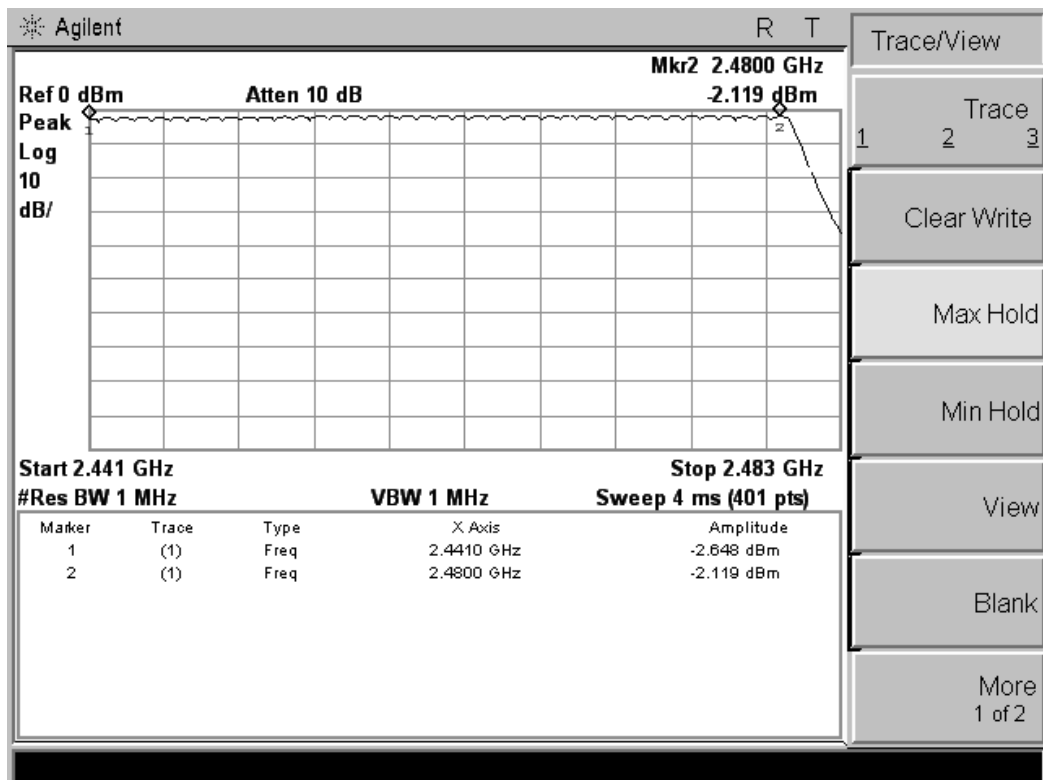 Agilent R T
Mkr2 2.4800 GHz
Ref 0 dBm Atten 10 dB -2.119 dBm
Peak
Log
10
dB/
1
2
Start 2.441 GHz Stop 2.483 GHz
#Res BW 1 MHz VBW 1 MHz Sweep 4 ms (401 pts)
Marker Trace Type X Axis Amplitude
1 (1) Freq 2.4410 GHz -2.648 dBm
2 (1) Freq 2.4800 GHz -2.119 dBm
Trace/View
Trace
1 2 3
Clear Write
Max Hold
Min Hold
View
Blank
More
1 of 2